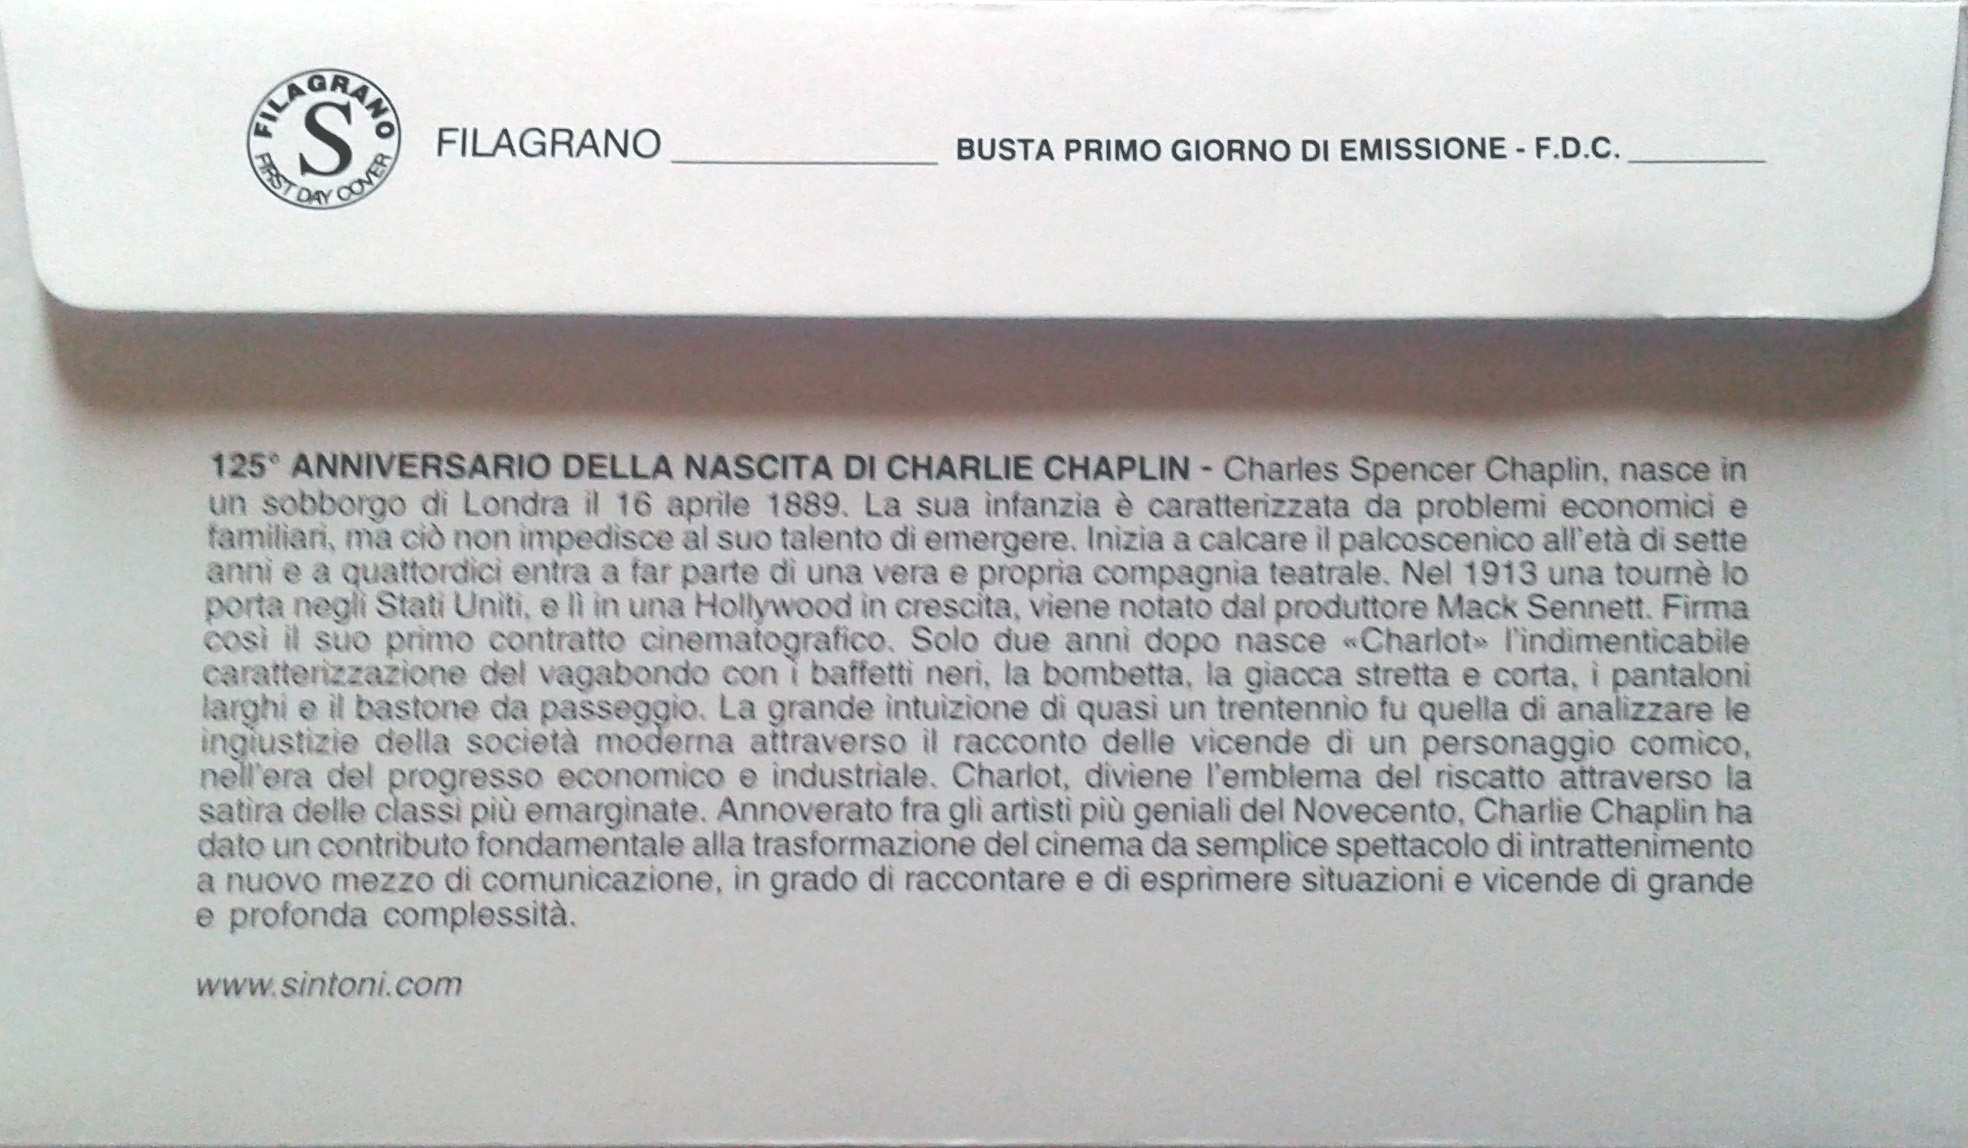 FILAGRANO
S
FIRST DAY COVER
FILAGRANO
BUSTA PRIMO GIORNO DI EMISSIONE - F.D.C.
125° ANNIVERSARIO DELLA NASCITA DI CHARLIE CHAPLIN - Charles Spencer Chaplin, nasce in
un sobborgo di Londra il 16 aprile 1889. La sua infanzia è caratterizzata da problemi economici e
familiari, ma ciò non impedisce al suo talento di emergere. Inizia a calcare il palcoscenico all'età di sette
anni e a quattordici entra a far parte di una vera e propria compagnia teatrale. Nel 1913 una tournè lo
porta negli Stati Uniti, e lì in una Hollywood in crescita, viene notato dal produttore Mack Sennett. Firma
così il suo primo contratto cinematografico. Solo due anni dopo nasce «Charlot» l'indimenticabile
caratterizzazione del vagabondo con i baffetti neri, la bombetta, la giacca stretta e corta, i pantaloni
larghi e il bastone da passeggio. La grande intuizione di quasi un trentennio fu quella di analizzare le
ingiustizie della società moderna attraverso il racconto delle vicende di un personaggio comico,
nell'era del progresso economico e industriale. Charlot, diviene l'emblema del riscatto attraverso la
satira delle classi più emarginate. Annoverato fra gli artisti più geniali del Novecento, Charlie Chaplin ha
dato un contributo fondamentale alla trasformazione del cinema da semplice spettacolo di intrattenimento
a nuovo mezzo di comunicazione, in grado di raccontare e di esprimere situazioni e vicende di grande
e profonda complessità.
www.sintoni.com